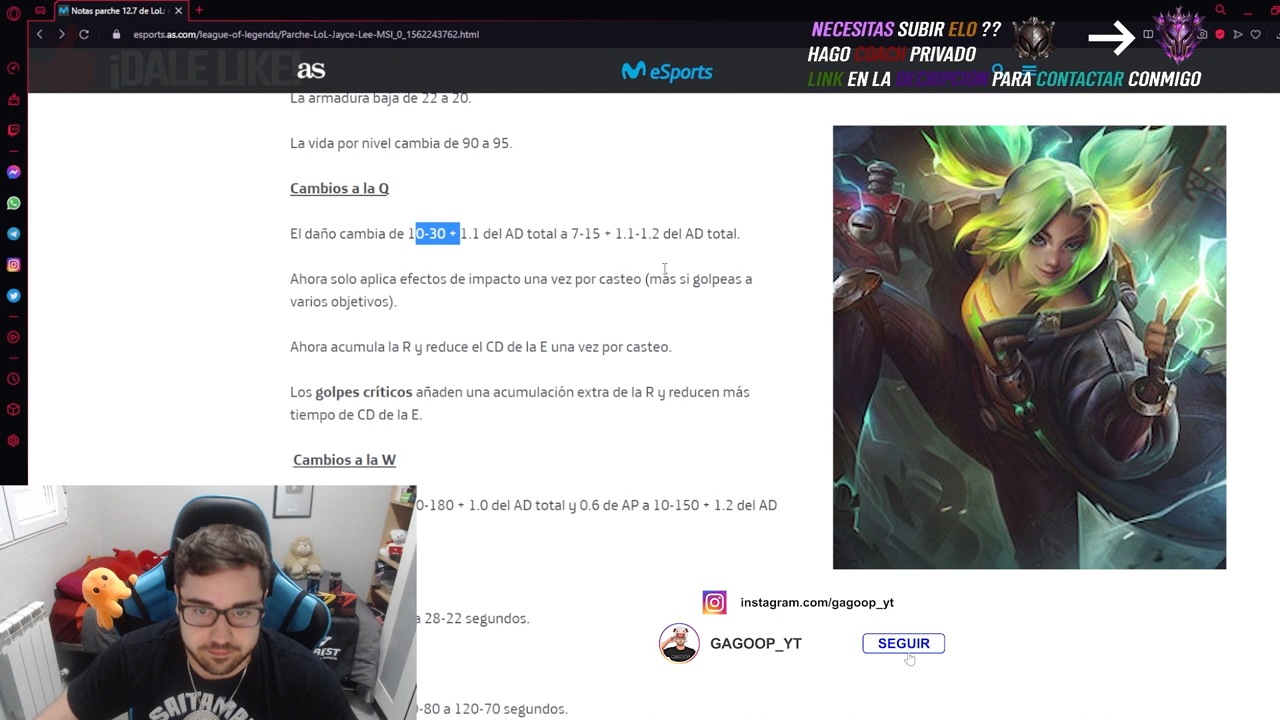 Notas parche 12.7 de LoL:
esports.as.com/league-of-legends/Parche-LoL-Jayce-Lee-MSI_0_1562243762.html
NECESITAS SUBIR ELO ??
HAGO COACH PRIVADO
LINK EN LA DECRIPCION PARA CONTACTAR CONMIGO
¡DALE LIKE!
as
eSports
La armadura baja de 22 a 20.
La vida por nivel cambia de 90 a 95.
Cambios a la Q
El daño cambia de 10-30 + 1.1 del AD total a 7-15 + 1.1-1.2 del AD total.
Ahora solo aplica efectos de impacto una vez por casteo (más si golpeas a
varios objetivos).
Ahora acumula la R y reduce el CD de la E una vez por casteo.
Los golpes críticos añaden una acumulación extra de la R y reducen más
tiempo de CD de la E.
Cambios a la W
0-180 + 1.0 del AD total y 0.6 de AP a 10-150 + 1.2 del AD
a 28-22 segundos.
0-80 a 120-70 segundos.
instagram.com/gagoop_yt
GAGOOP_YT
SEGUIR
SAITAMA